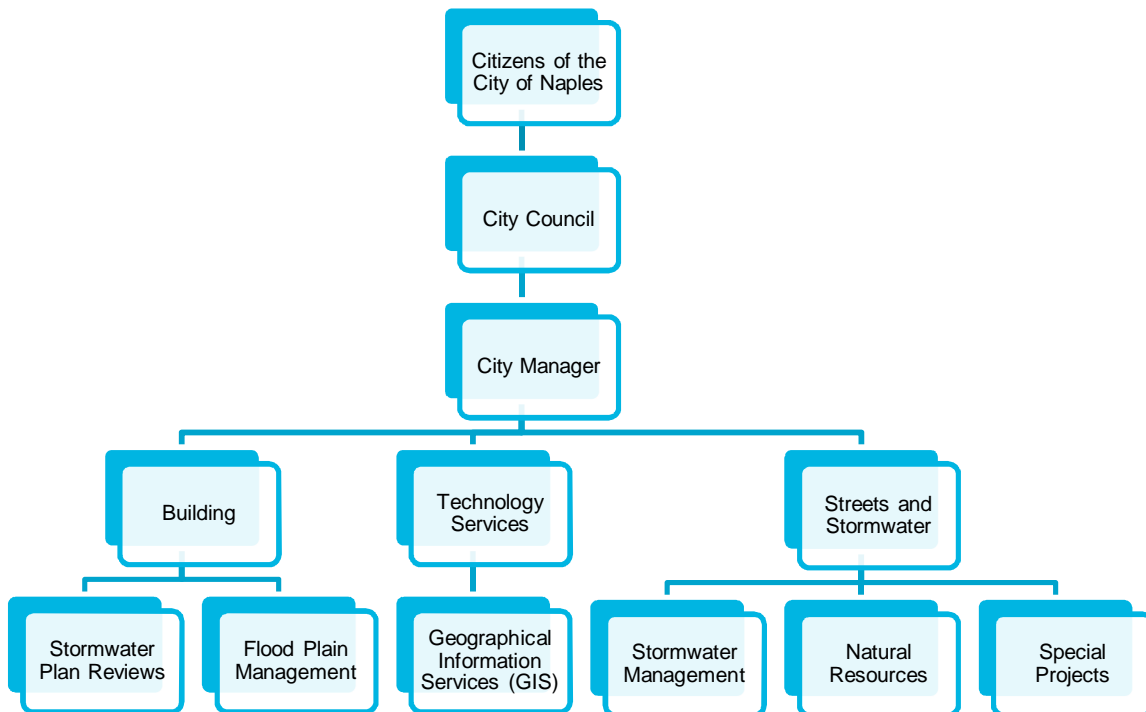 Citizens of the
City of Naples
City Council
City Manager
Building
Technology
Services
Streets and
Stormwater
Stormwater
Plan Reviews
Flood Plain
Management
Geographical
Information
Services (GIS)
Stormwater
Management
Natural
Resources
Special
Projects